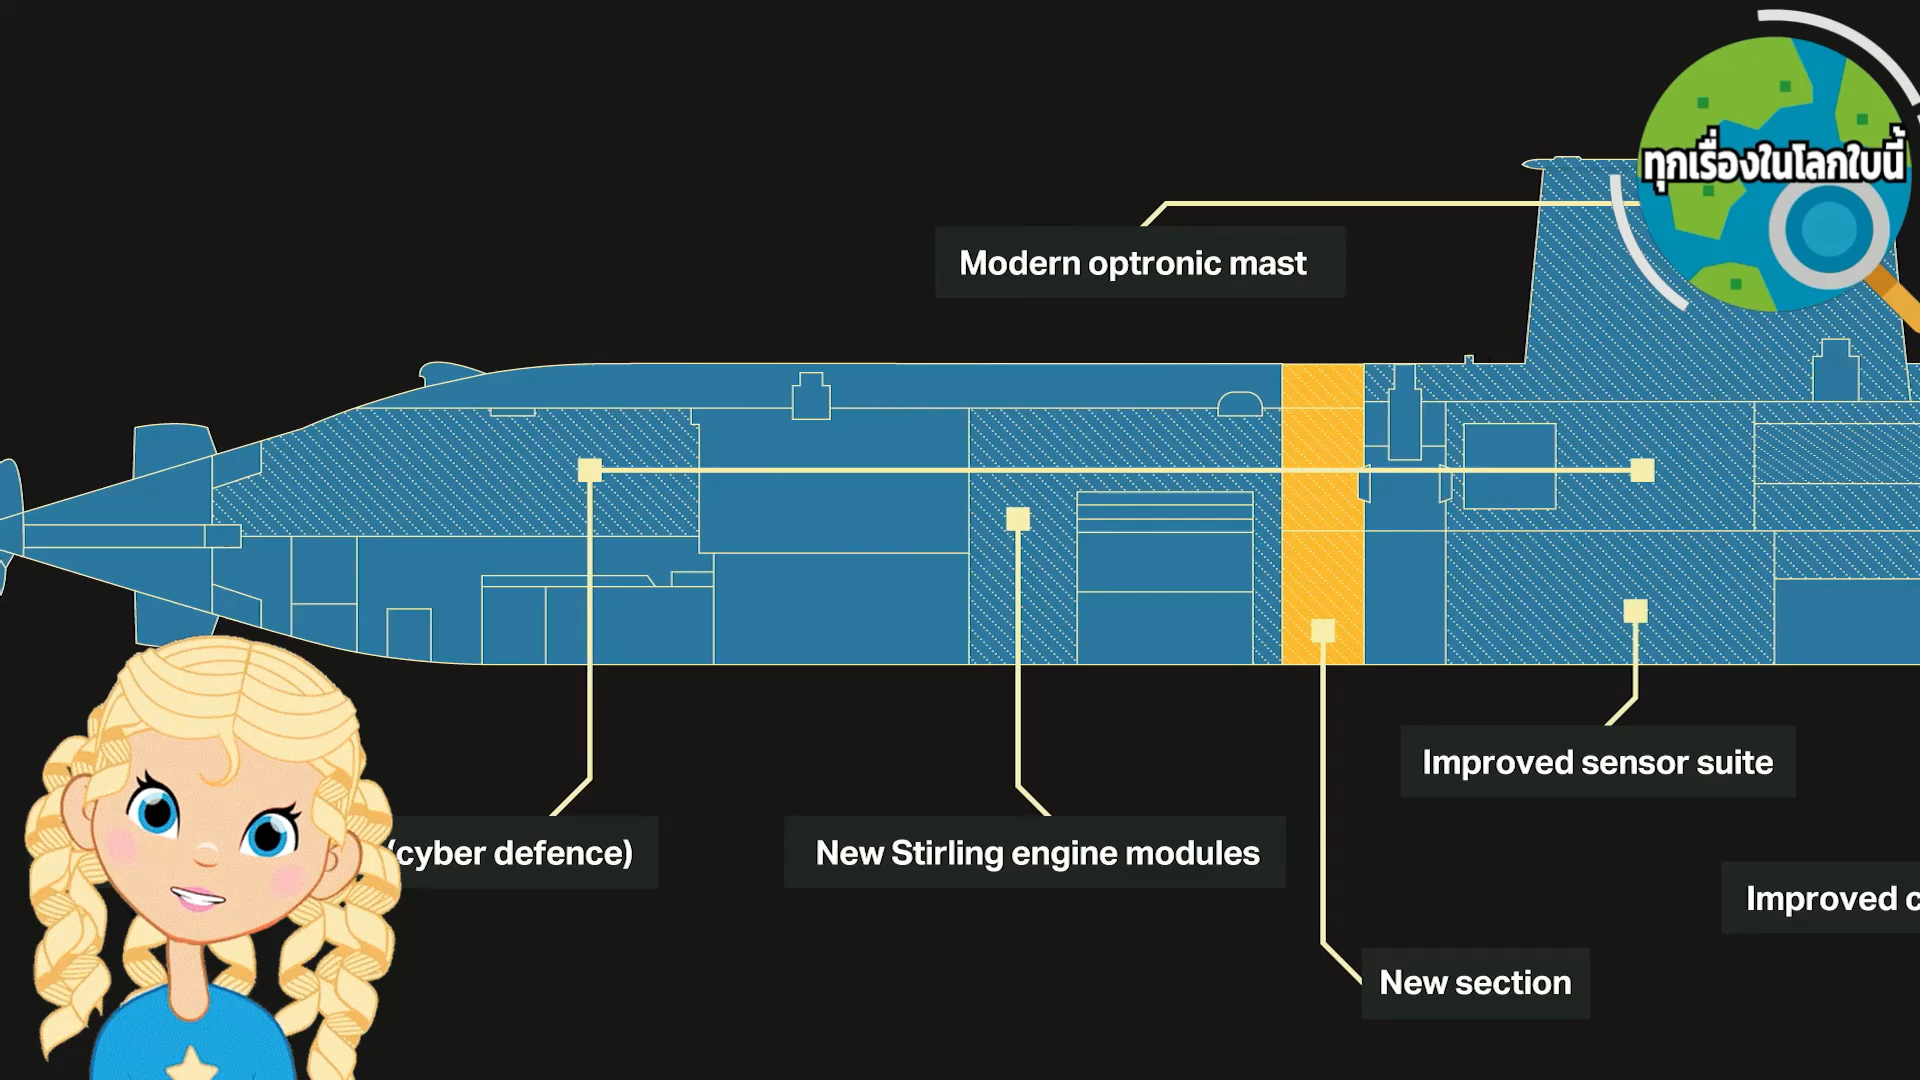 ทุกเรื่องในโลกใบนี้
Modern optronic mast
Improved sensor suite
(cyber defence)
New Stirling engine modules
Improved
New section